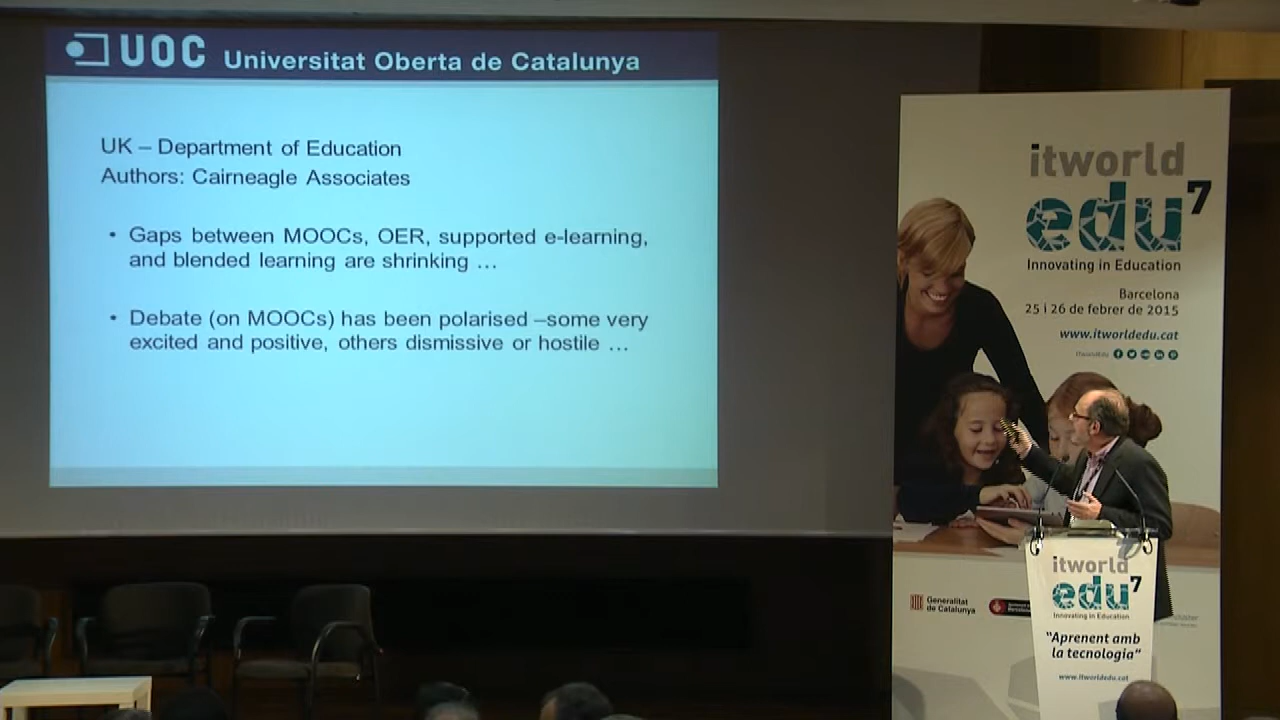 UOC Universitat Oberta de Catalunya
UK – Department of Education
Authors: Cairneagle Associates
• Gaps between MOOCs, OER, supported e-learning,
and blended learning are shrinking …
• Debate (on MOOCs) has been polarised –some very
excited and positive, others dismissive or hostile …
itworld
edu7
Innovating in Education
Barcelona
25 i 26 de febrer de 2015
www.itworldedu.cat
Generalitat
de Catalunya
itworld
edu7
Innovating in Education
"Aprenent amb
la tecnologia"
www.itworldedu.cat